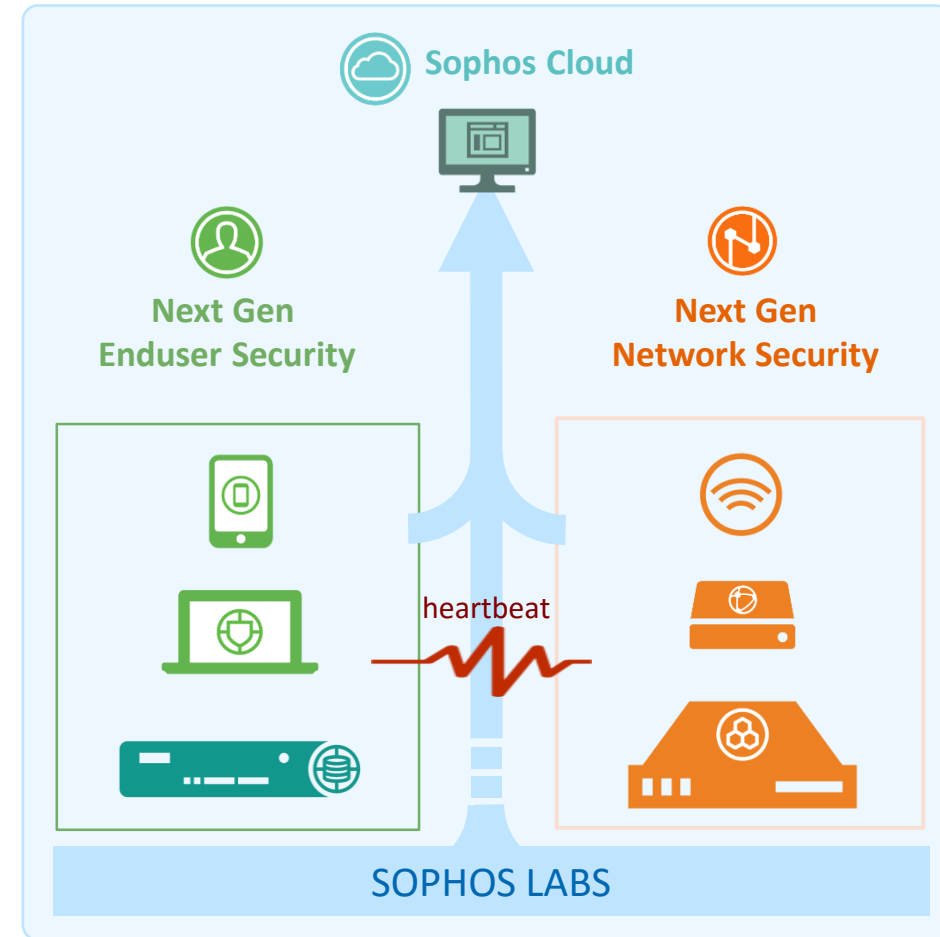 Sophos Cloud
Next Gen
Enduser Security
Next Gen
Network Security
heartbeat
SOPHOS LABS